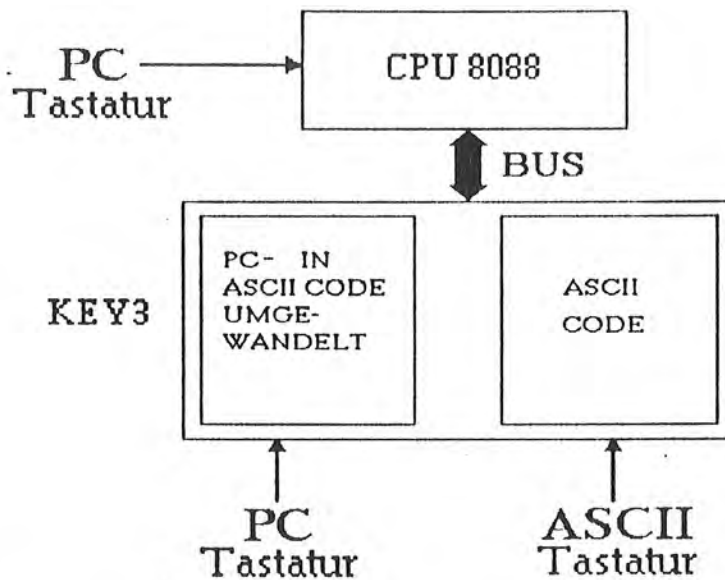 PC
Tastatur
CPU 8088
BUS
KEY3
PC- IN
ASCII CODE
UMGE-
WANDELT
ASCII
CODE
PC
Tastatur
ASCII
Tastatur